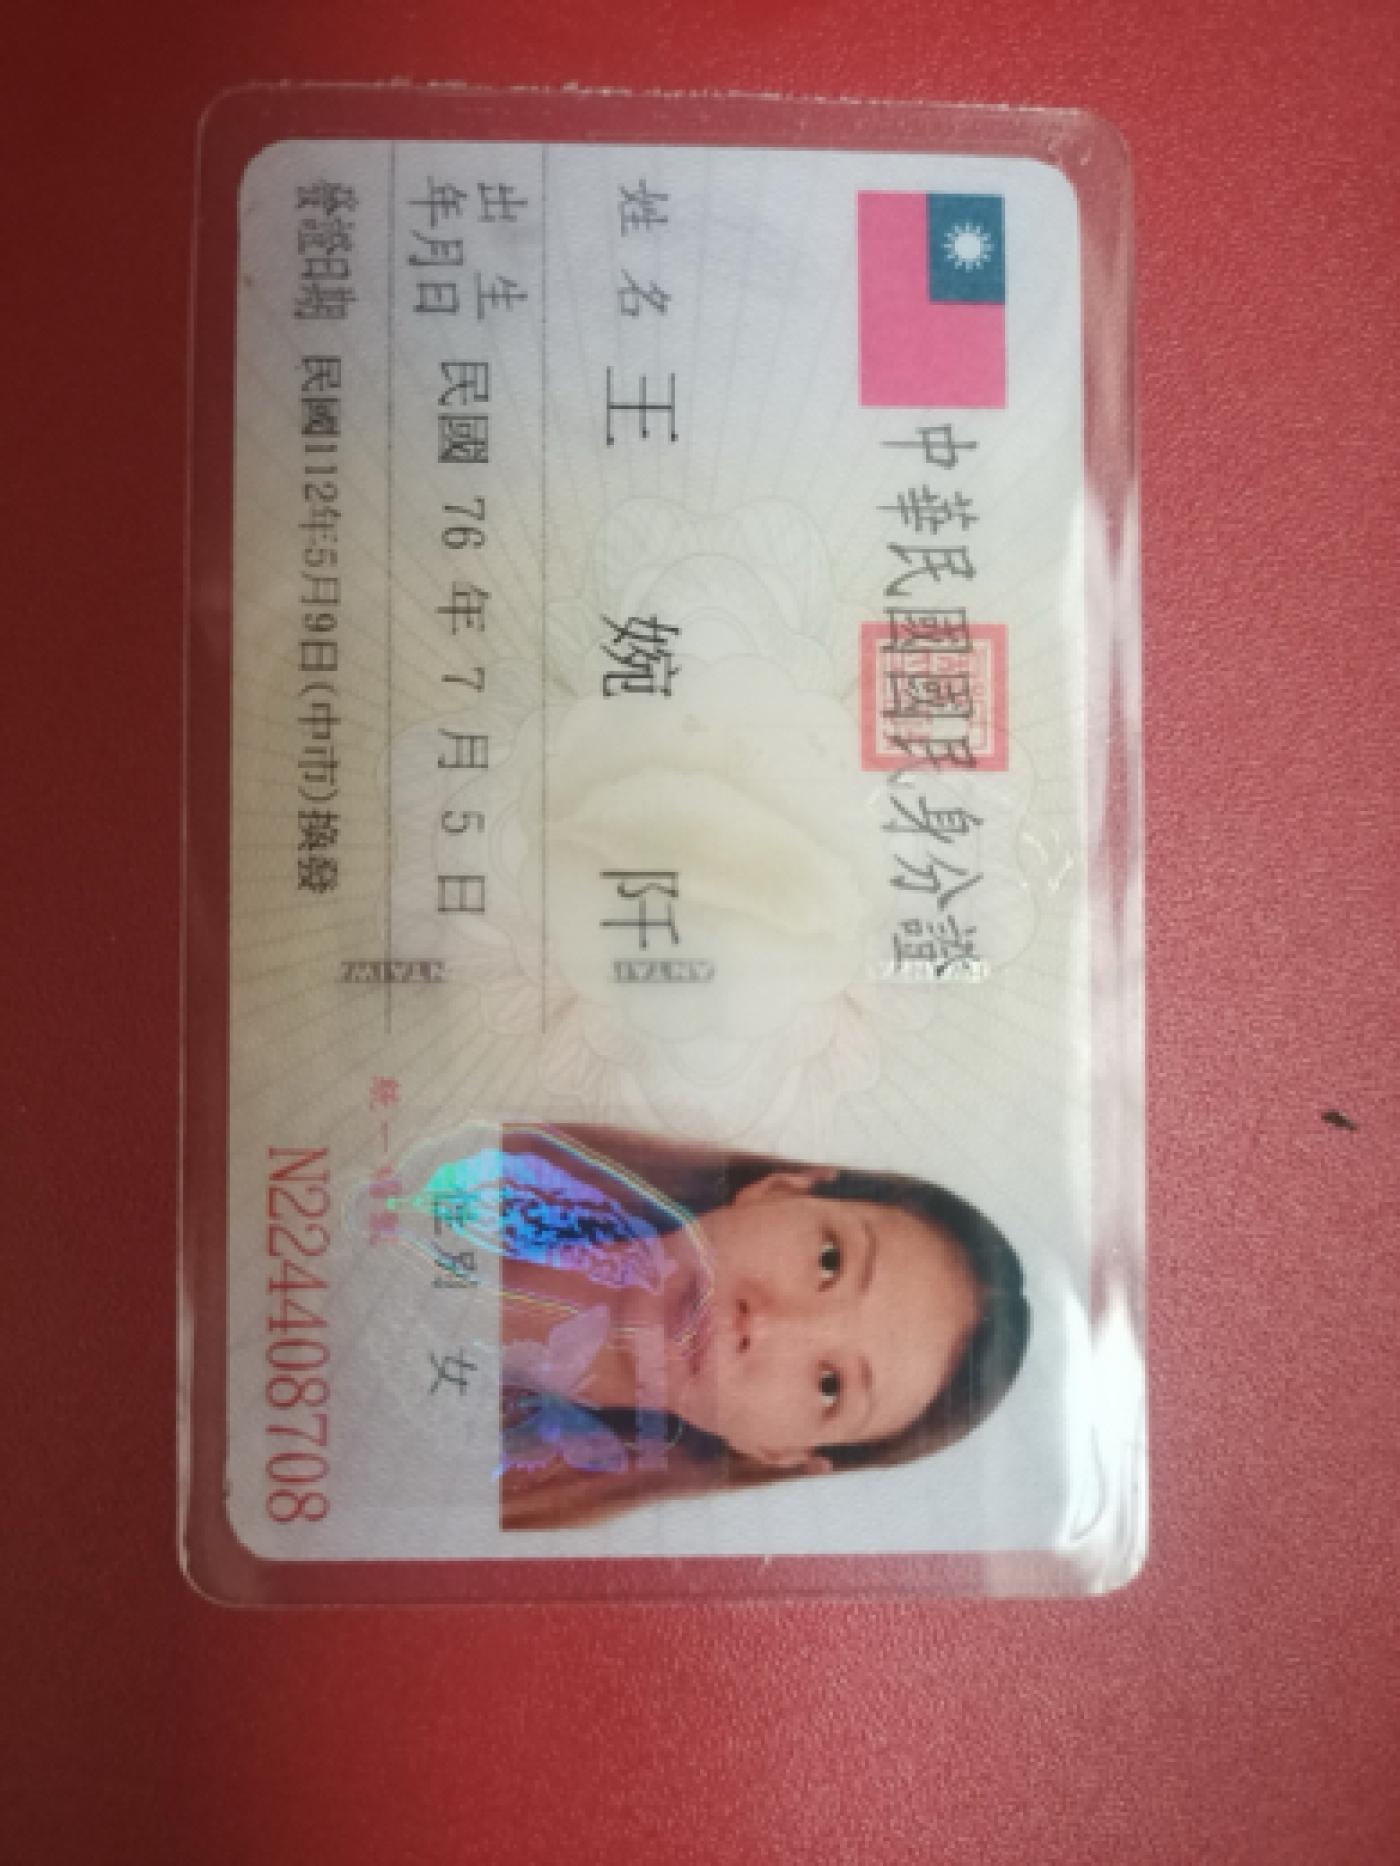 中華民國國民身分證
姓名 王婉阡
出生年月日 民國 76 年 7 月 5 日
性別 女
發證日期 民國112年5月9日(中市)換發
統一編號
N224408708